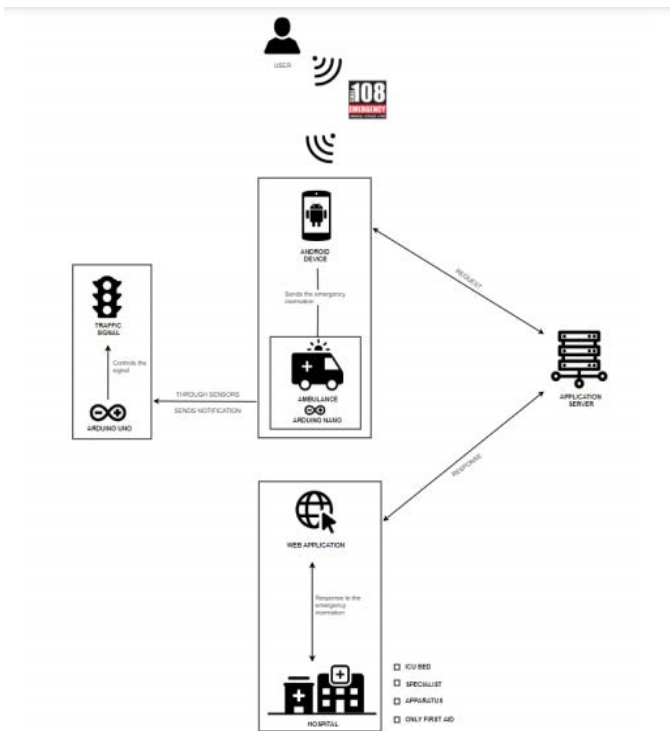 USER
108
EMERGENCY
ANDROID
DEVICE
Sends the emergency
inormation
AMBULANCE
ARDUINO NANO
TRAFFIC
SIGNAL
Controls the
signal
ARDUINO UNO
THROUGH SENSORS
SENDS NOTIFICATION
REQUEST
APPLICATION
SERVER
RESPONSE
WEB APPLICATION
Response to the
emergency
inormation
HOSPITAL
ICU BED
SPECIALIST
APPARATUS
ONLY FIRST AID